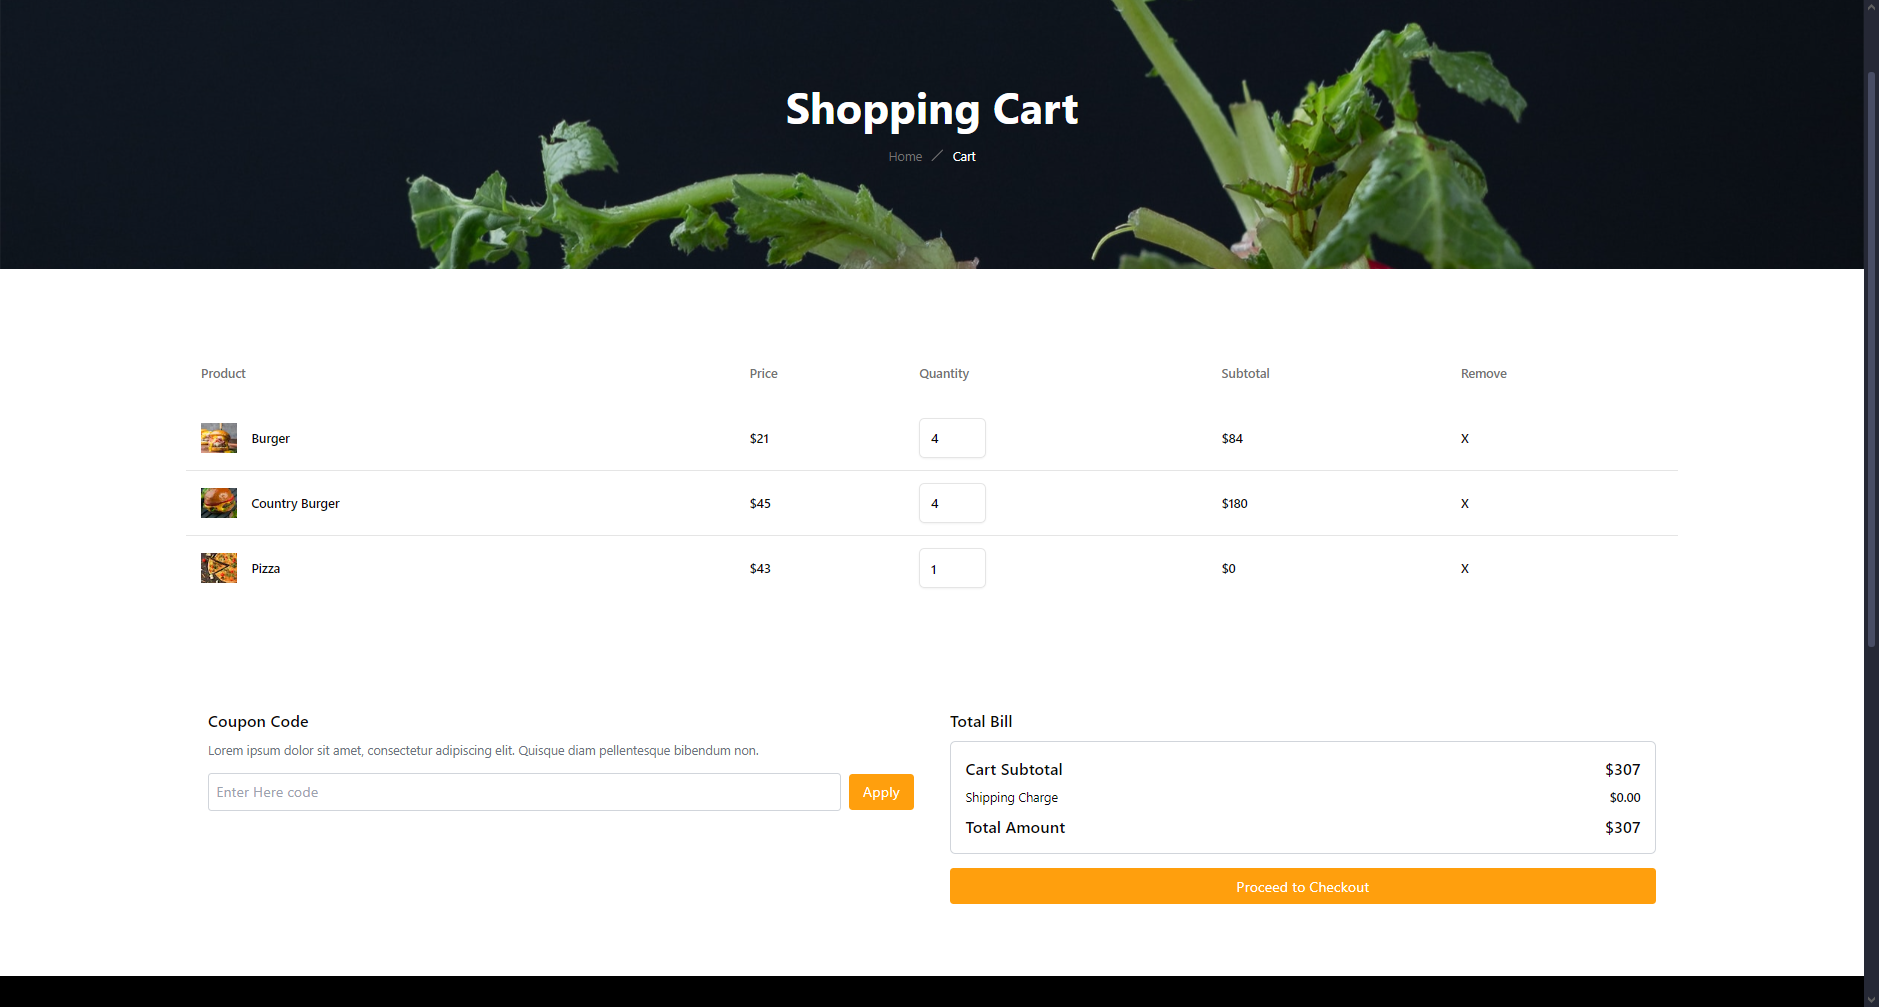 Shopping Cart
Home / Cart
Product Price Quantity Subtotal Remove
Burger $21 4 $84 X
Country Burger $45 4 $180 X
Pizza $43 1 $0 X
Coupon Code
Lorem ipsum dolor sit amet, consectetur adipiscing elit. Quisque diam pellentesque bibendum non.
Enter Here code Apply
Total Bill
Cart Subtotal $307
Shipping Charge $0.00
Total Amount $307
Proceed to Checkout